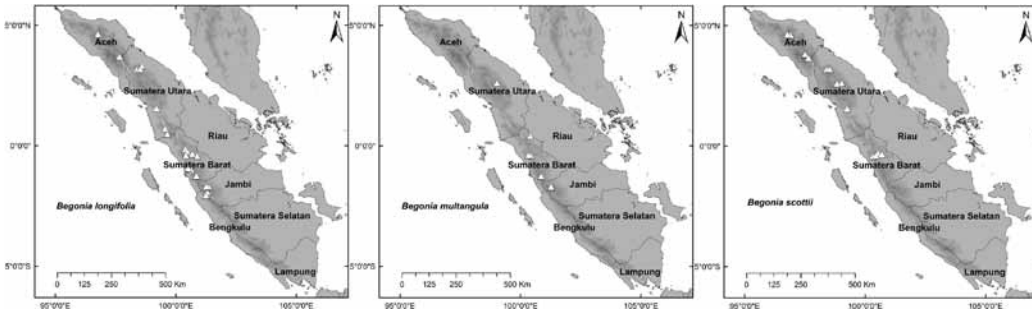 5°0'0"N
N
Aceh
Sumatera Utara
Riau
0°0'0"
Sumatera Barat
Jambi
Begonia longifolia
Sumatera Selatan
Bengkulu
5°0'0"S
Lampung
0 125 250 500 Km
95°0'0"E 100°0'0"E 105°0'0"E
N
Aceh
Sumatera Utara
Riau
Sumatera Barat
Jambi
Begonia multangula
Sumatera Selatan
Bengkulu
Lampung
0 125 250 500 Km
100°0'0"E 105°0'0"E
N
Aceh
Sumatera Utara
Riau
Sumatera Barat
Jambi
Begonia scottii
Sumatera Selatan
Bengkulu
Lampung
0 125 250 500 Km
95°0'0"E 100°0'0"E 105°0'0"E